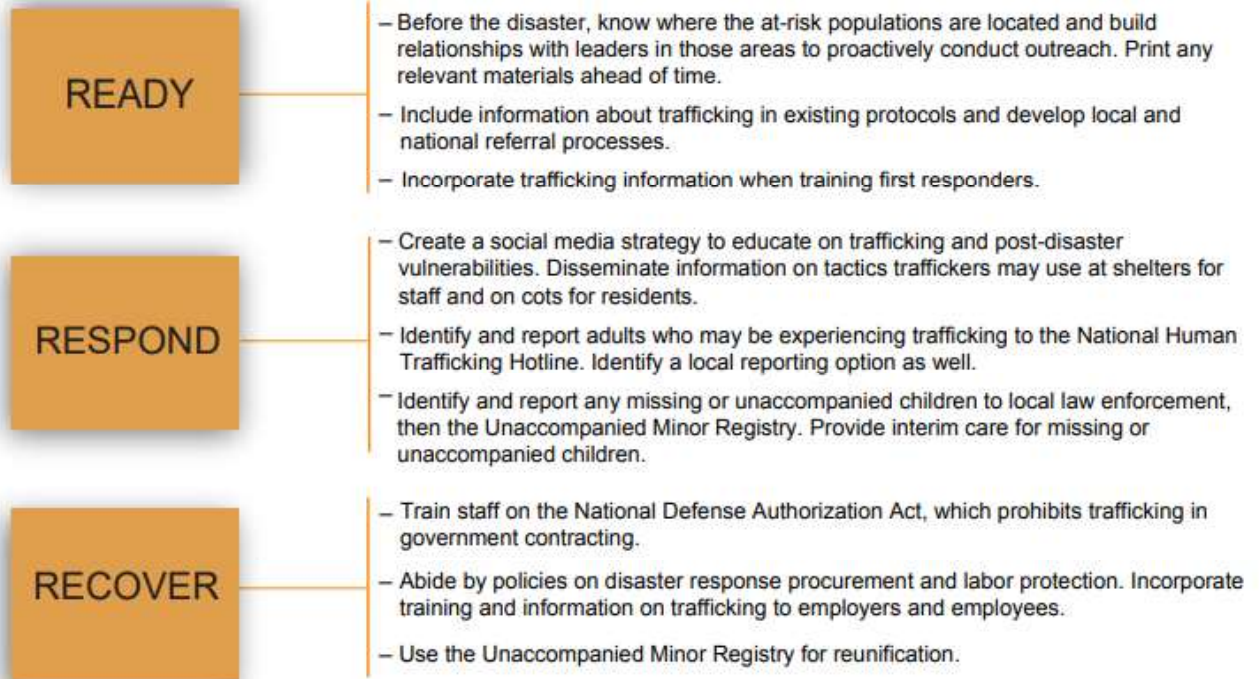 READY
– Before the disaster, know where the at-risk populations are located and build
relationships with leaders in those areas to proactively conduct outreach. Print any
relevant materials ahead of time.
– Include information about trafficking in existing protocols and develop local and
national referral processes.
– Incorporate trafficking information when training first responders.
RESPOND
– Create a social media strategy to educate on trafficking and post-disaster
vulnerabilities. Disseminate information on tactics traffickers may use at shelters for
staff and on cots for residents.
– Identify and report adults who may be experiencing trafficking to the National Human
Trafficking Hotline. Identify a local reporting option as well.
– Identify and report any missing or unaccompanied children to local law enforcement,
then the Unaccompanied Minor Registry. Provide interim care for missing or
unaccompanied children.
RECOVER
– Train staff on the National Defense Authorization Act, which prohibits trafficking in
government contracting.
– Abide by policies on disaster response procurement and labor protection. Incorporate
training and information on trafficking to employers and employees.
– Use the Unaccompanied Minor Registry for reunification.